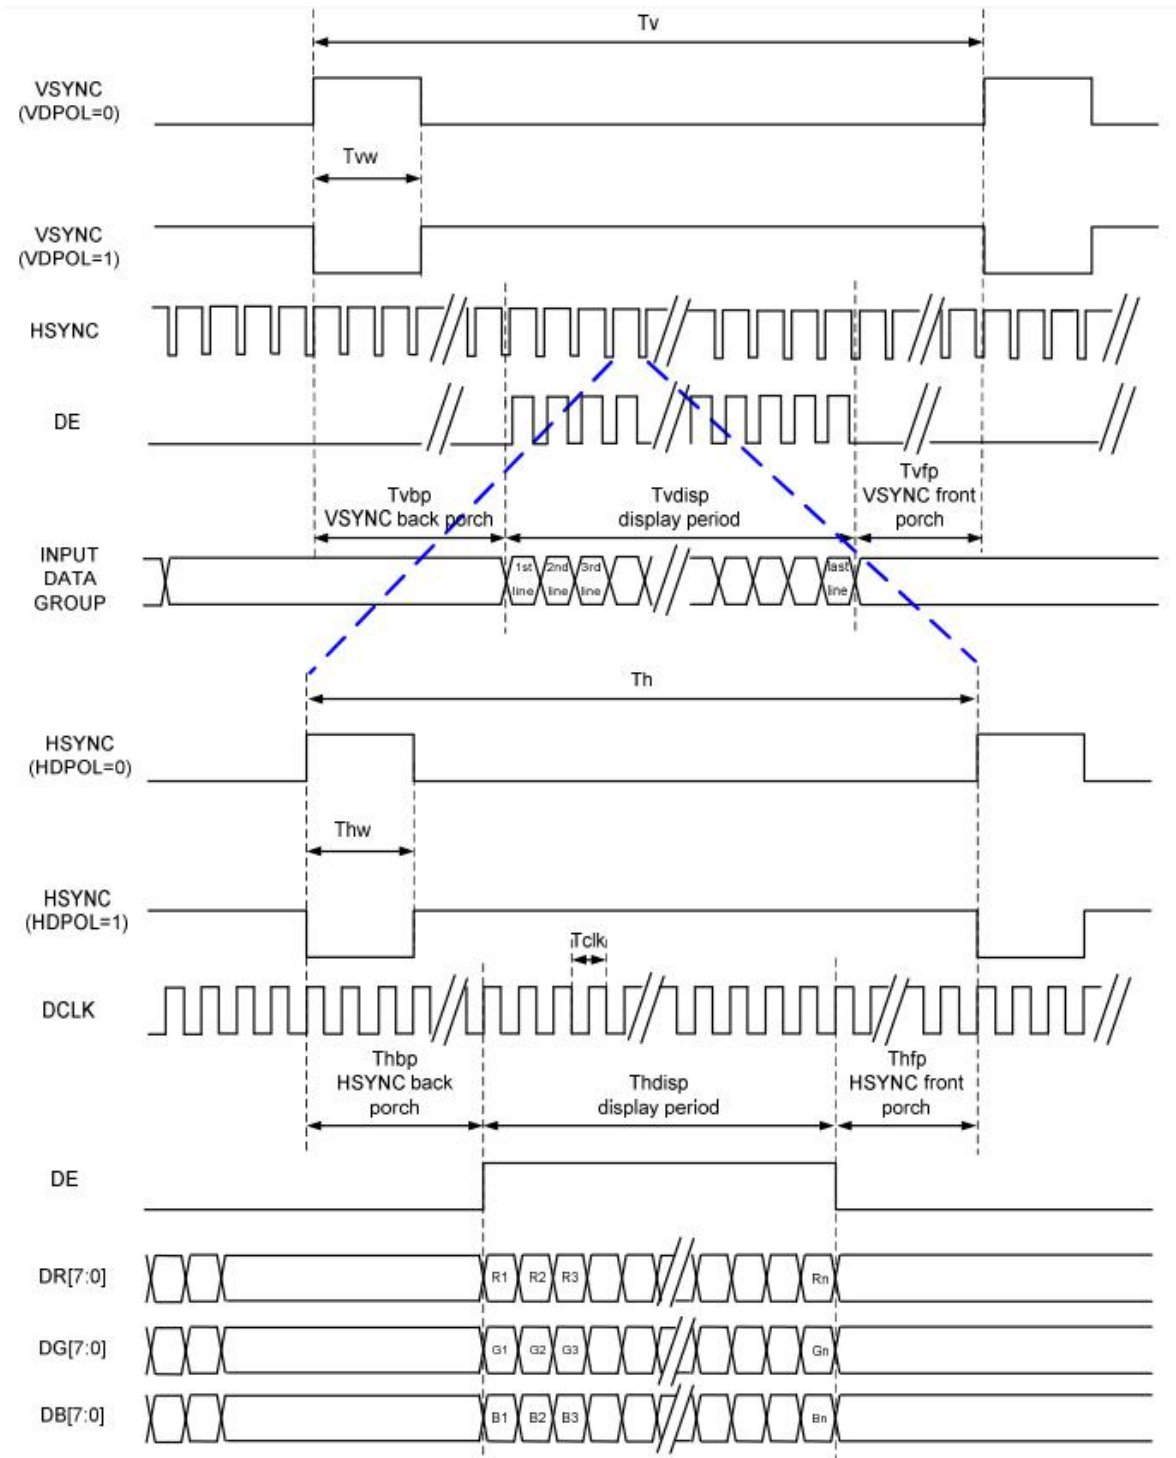 Tv
VSYNC
(VDPOL=0)
Tvw
VSYNC
(VDPOL=1)
HSYNC
DE
Tvbp
VSYNC back porch
Tvdisp
display period
Tvfp
VSYNC front
porch
INPUT
DATA
GROUP
1st
line
2nd
line
3rd
line
last
line
Th
HSYNC
(HDPOL=0)
Thw
HSYNC
(HDPOL=1)
Tclk
DCLK
Thbp
HSYNC back
porch
Thdisp
display period
Thfp
HSYNC front
porch
DE
DR[7:0]
R1 R2 R3 Rn
DG[7:0]
G1 G2 G3 Gn
DB[7:0]
B1 B2 B3 Bn